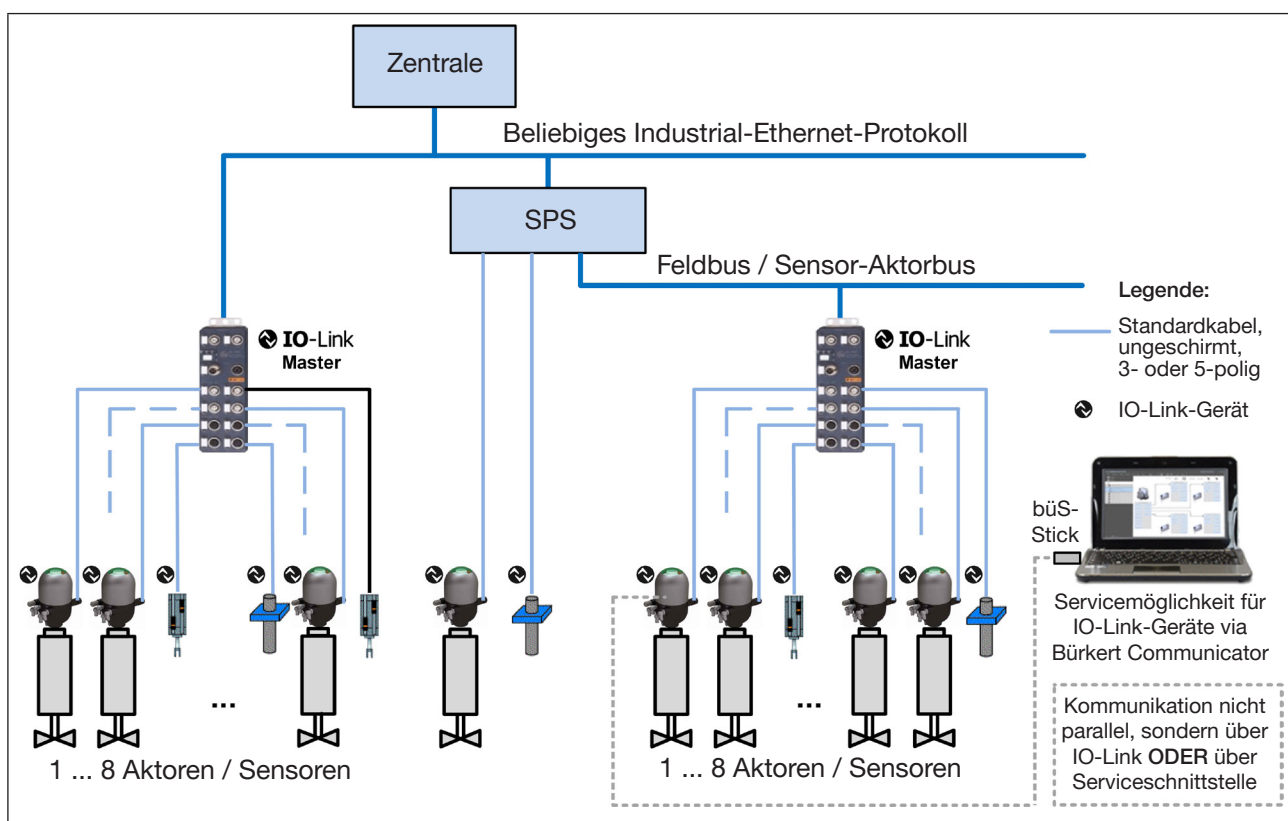 Zentrale
Beliebiges Industrial-Ethernet-Protokoll
SPS
Feldbus / Sensor-Aktorbus
Legende:
Standardkabel,
ungeschirmt,
3- oder 5-polig
IO-Link-Gerät
IO-Link
Master
IO-Link
Master
büS-
Stick
Servicemöglichkeit für
IO-Link-Geräte via
Bürkert Communicator
...
...
1 ... 8 Aktoren / Sensoren
1 ... 8 Aktoren / Sensoren
Kommunikation nicht
parallel, sondern über
IO-Link ODER über
Serviceschnittstelle